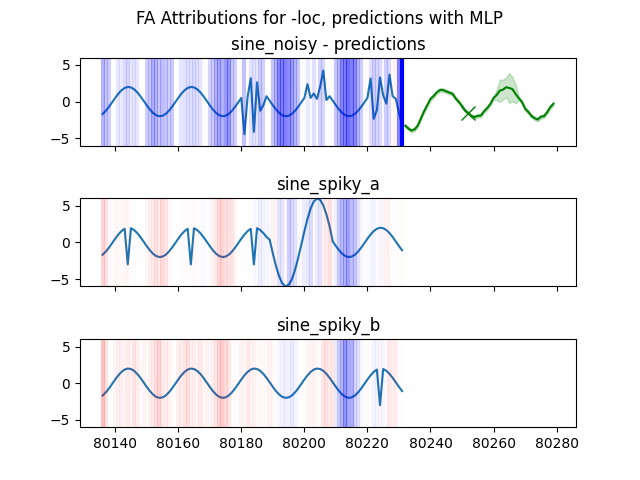 FA Attributions for -loc, predictions with MLP
sine_noisy - predictions
5
0
−5
sine_spiky_a
5
0
−5
sine_spiky_b
5
0
−5
80140 80160 80180 80200 80220 80240 80260 80280